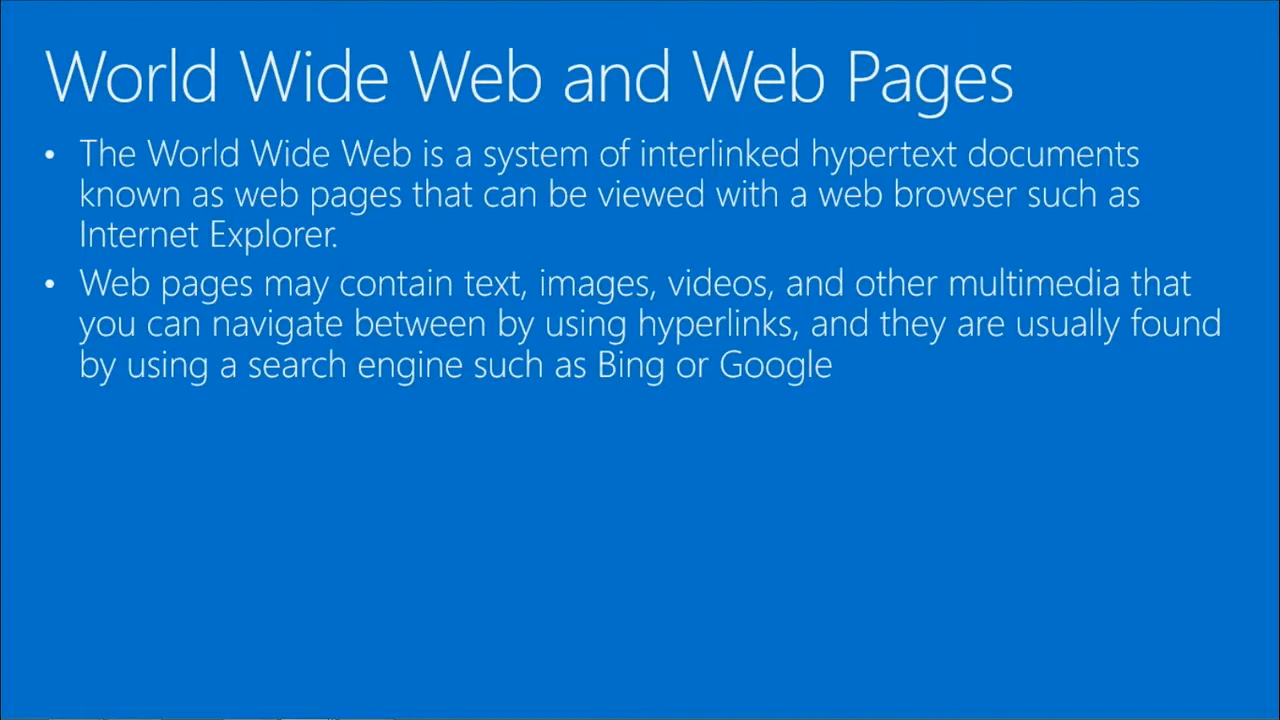 World Wide Web and Web Pages
• The World Wide Web is a system of interlinked hypertext documents
known as web pages that can be viewed with a web browser such as
Internet Explorer.
• Web pages may contain text, images, videos, and other multimedia that
you can navigate between by using hyperlinks, and they are usually found
by using a search engine such as Bing or Google